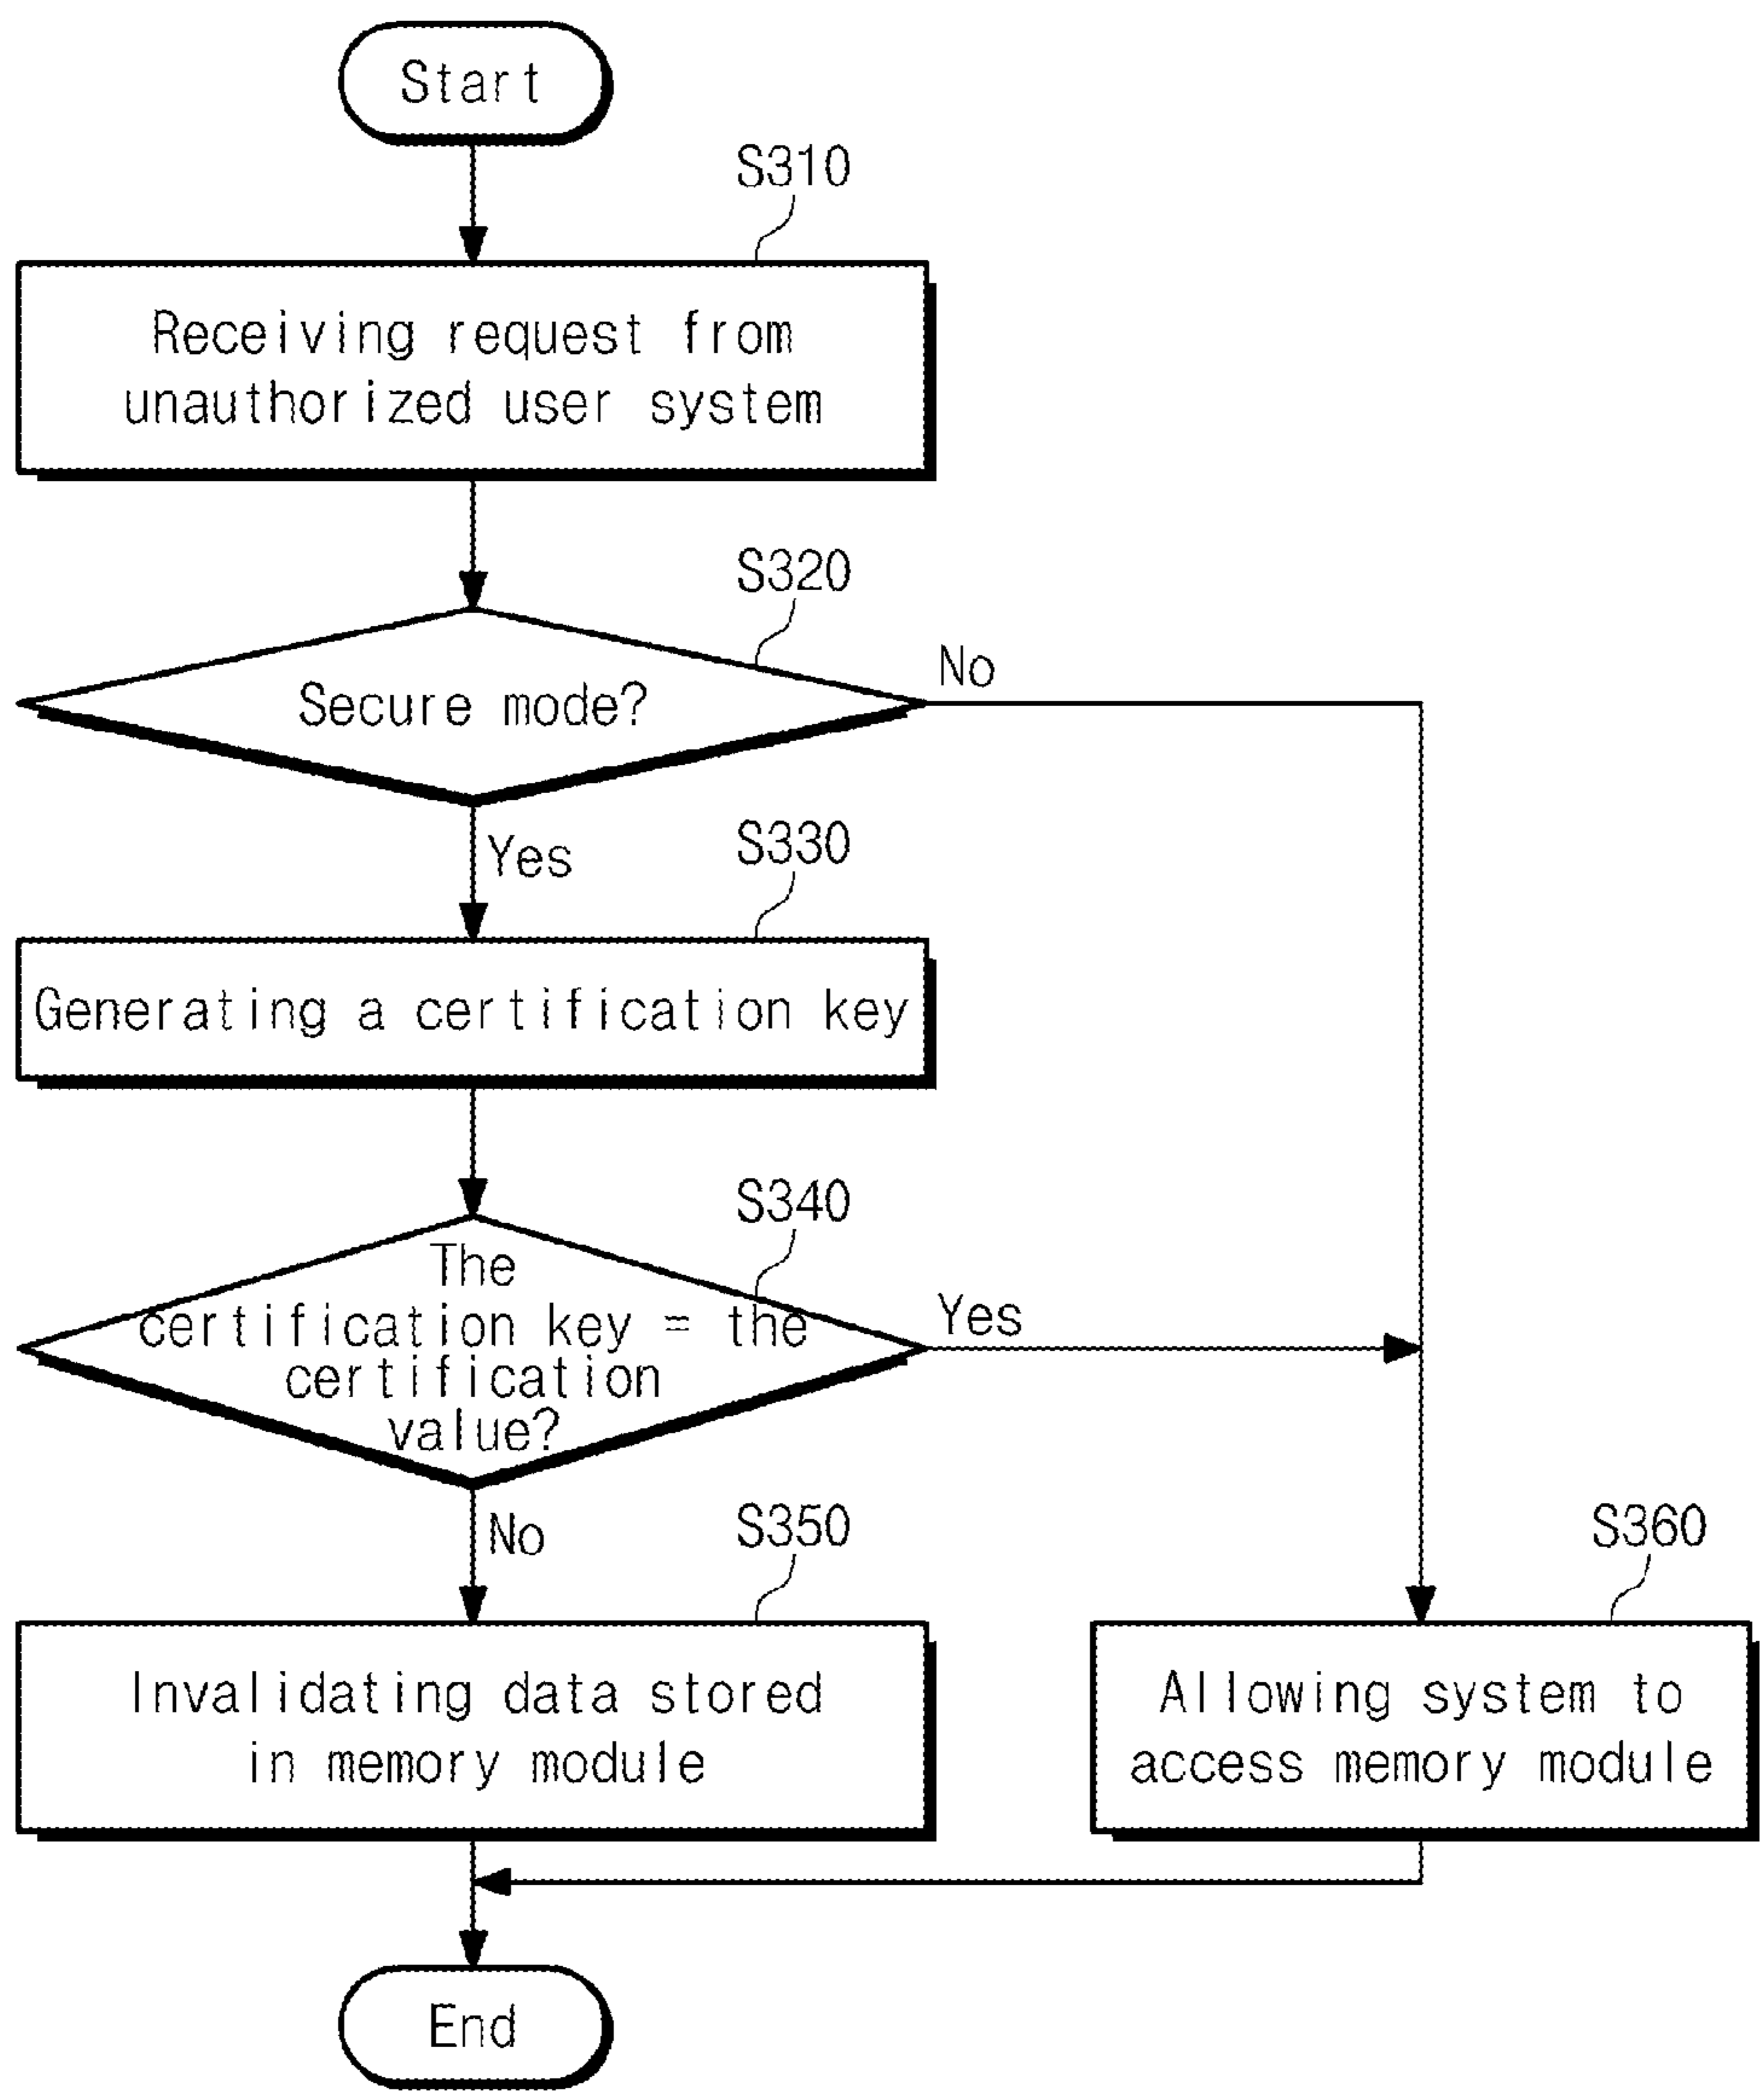 Start
S310
Receiving request from
unauthorized user system
S320
Secure mode?
No
Yes
S330
Generating a certification key
S340
The
certification key = the
certification
value?
Yes
No
S350
Invalidating data stored
in memory module
S360
Allowing system to
access memory module
End